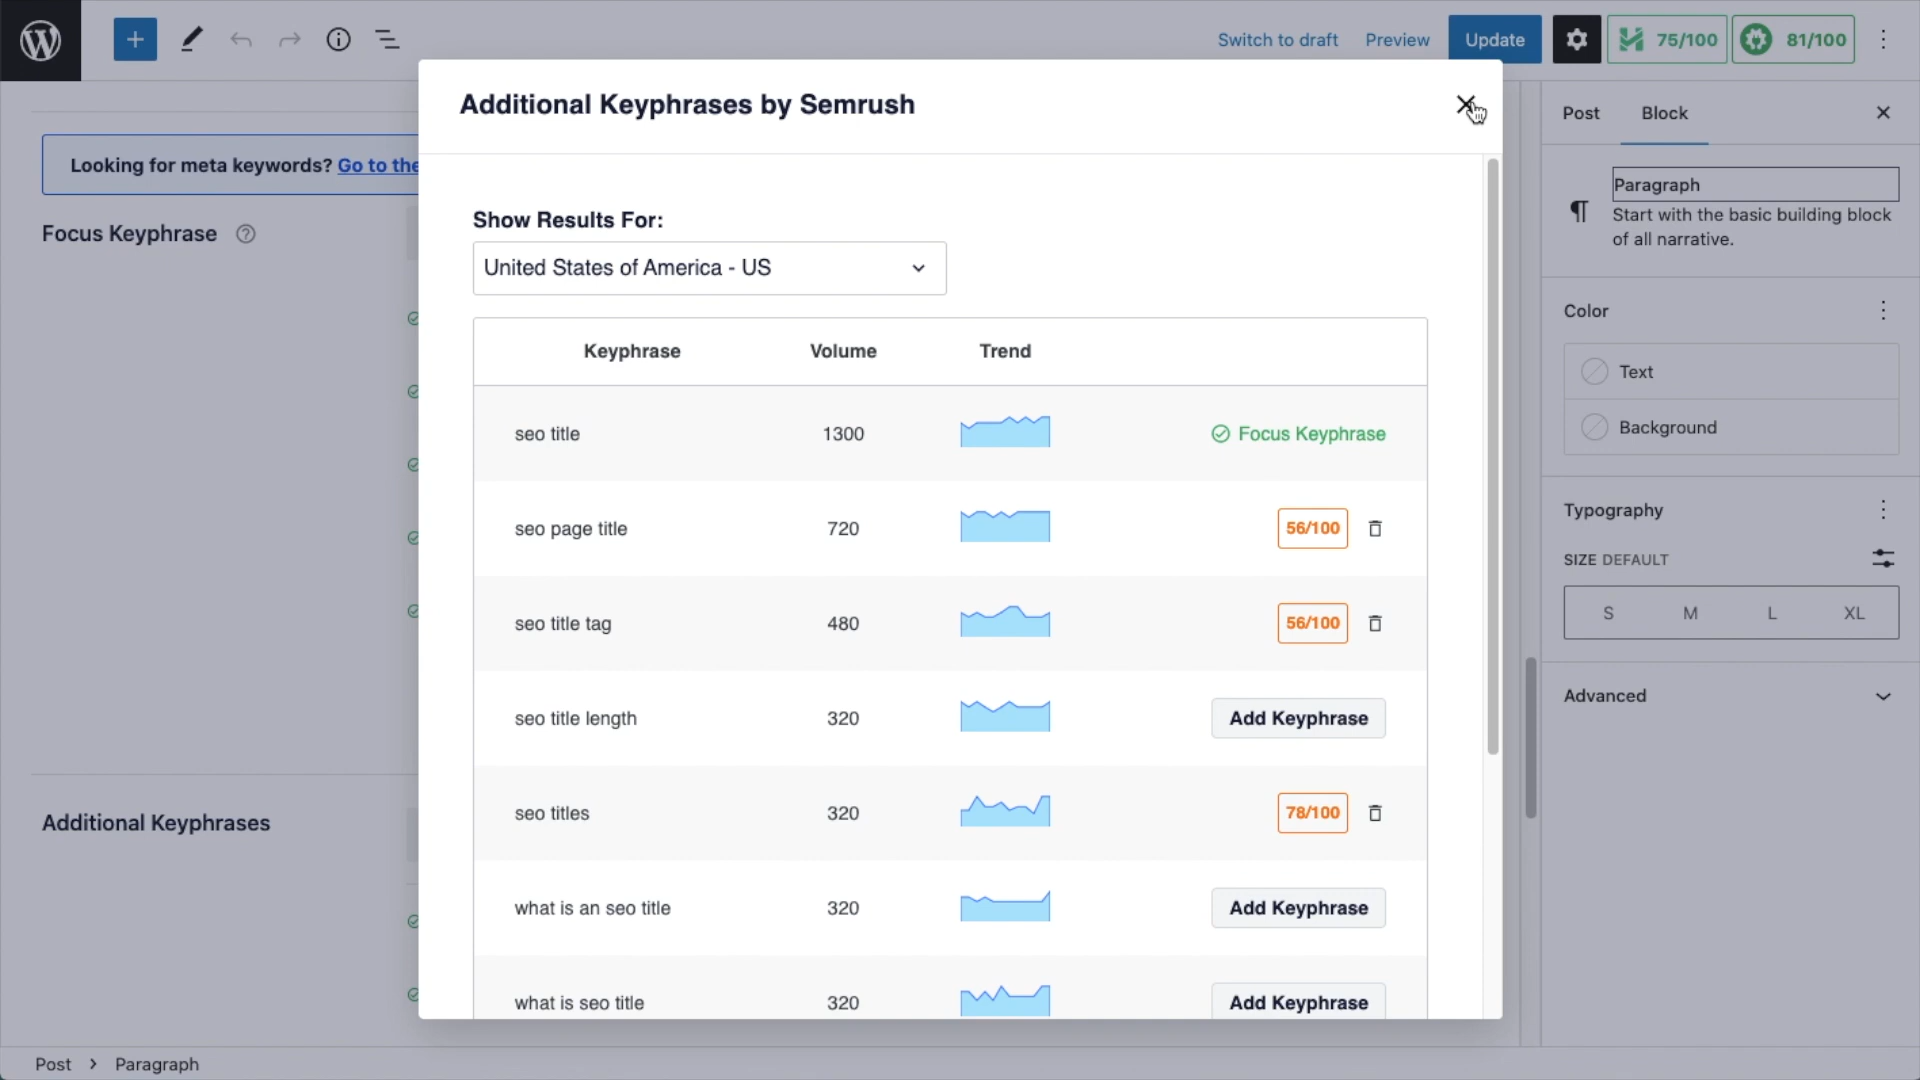 Switch to draft
Preview
Update
75/100
81/100
Additional Keyphrases by Semrush
Post
Block
Looking for meta keywords? Go to the
Paragraph
Start with the basic building block
of all narrative.
Focus Keyphrase
Show Results For:
United States of America - US
Color
Text
Background
Keyphrase
Volume
Trend
seo title
1300
Focus Keyphrase
seo page title
720
56/100
Typography
SIZE DEFAULT
S
M
L
XL
seo title tag
480
56/100
Advanced
seo title length
320
Add Keyphrase
seo titles
320
78/100
Additional Keyphrases
what is an seo title
320
Add Keyphrase
what is seo title
320
Add Keyphrase
Post
Paragraph